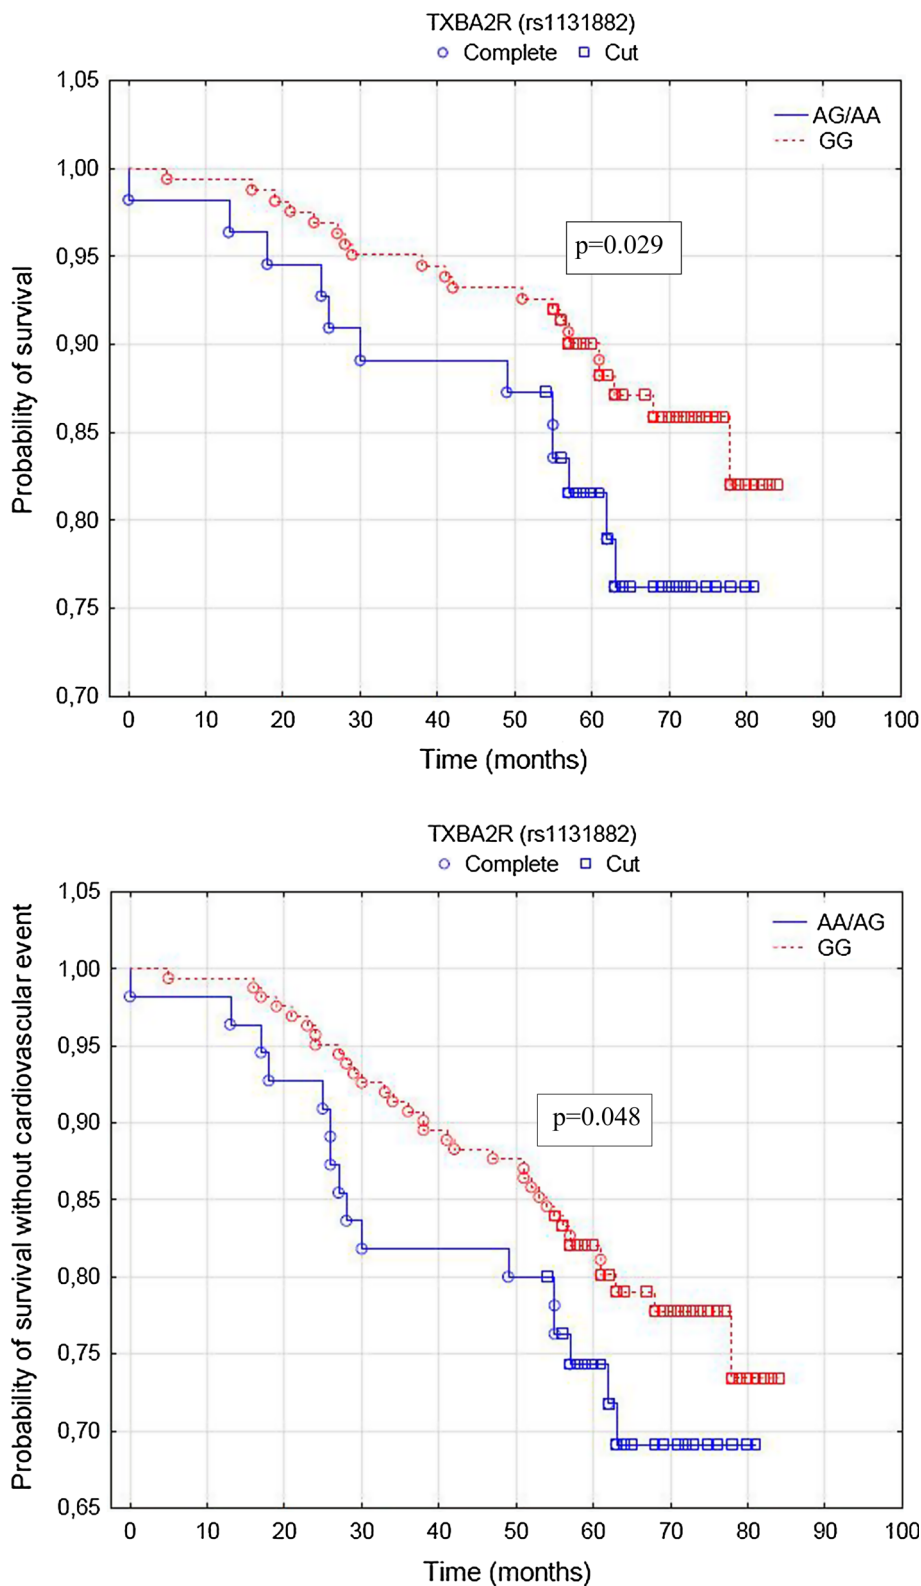 TXBA2R (rs1131882)
Complete Cut
AG/AA
GG
p=0.029
Probability of survival
1,05
1,00
0,95
0,90
0,85
0,80
0,75
0,70
0 10 20 30 40 50 60 70 80 90 100
Time (months)
TXBA2R (rs1131882)
Complete Cut
AA/AG
GG
p=0.048
Probability of survival without cardiovascular event
1,05
1,00
0,95
0,90
0,85
0,80
0,75
0,70
0,65
0 10 20 30 40 50 60 70 80 90 100
Time (months)